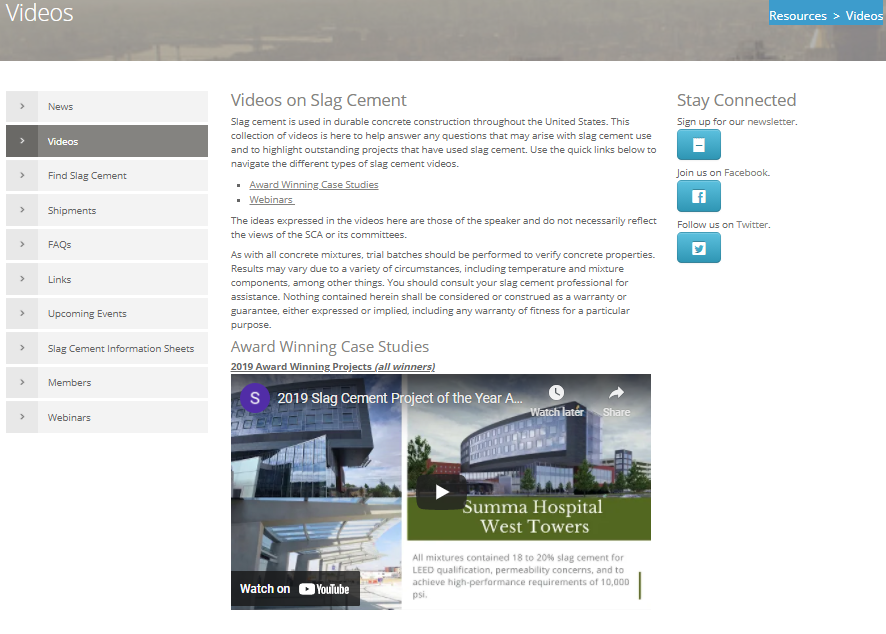 Videos
Resources > Videos
News
Videos
Find Slag Cement
Shipments
FAQs
Links
Upcoming Events
Slag Cement Information Sheets
Members
Webinars
Videos on Slag Cement
Slag cement is used in durable concrete construction throughout the United States. This
collection of videos is here to help answer any questions that may arise with slag cement use
and to highlight outstanding projects that have used slag cement. Use the quick links below to
navigate the different types of slag cement videos.
Award Winning Case Studies
Webinars
The ideas expressed in the videos here are those of the speaker and do not necessarily reflect
the views of the SCA or its committees.
As with all concrete mixtures, trial batches should be performed to verify concrete properties.
Results may vary due to a variety of circumstances, including temperature and mixture
components, among other things. You should consult your slag cement professional for
assistance. Nothing contained herein shall be considered or construed as a warranty or
guarantee, either expressed or implied, including any warranty of fitness for a particular
purpose.
Award Winning Case Studies
2019 Award Winning Projects (all winners)
S 2019 Slag Cement Project of the Year A...
Watch later
Share
Summa Hospital
West Towers
All mixtures contained 18 to 20% slag cement for
LEED qualification, permeability concerns, and to
achieve high-performance requirements of 10,000
psi.
Watch on YouTube
Stay Connected
Sign up for our newsletter.
Join us on Facebook.
Follow us on Twitter.